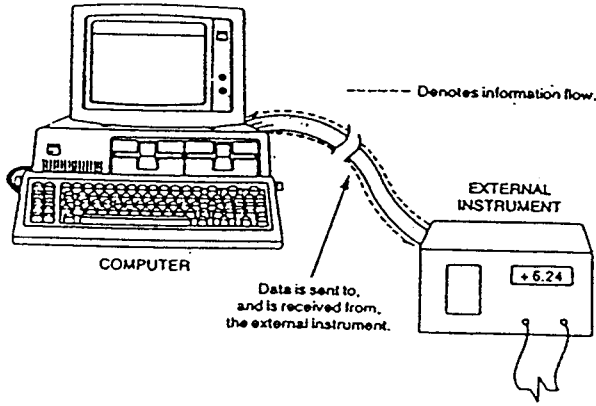 ------ Denotes information flow.
EXTERNAL
INSTRUMENT
+6.24
COMPUTER
Data is sent to,
and is received from,
the external instrument.